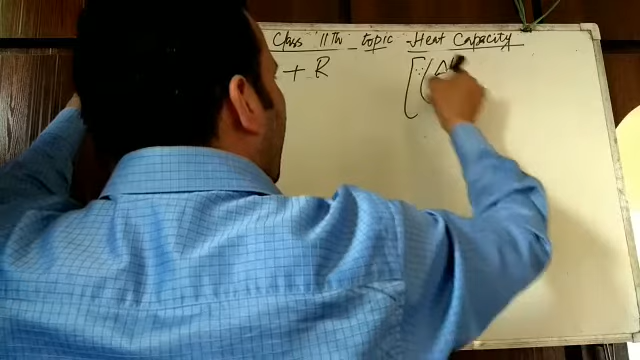 Class 11th topic Heat Capacity
+ R [∵ (